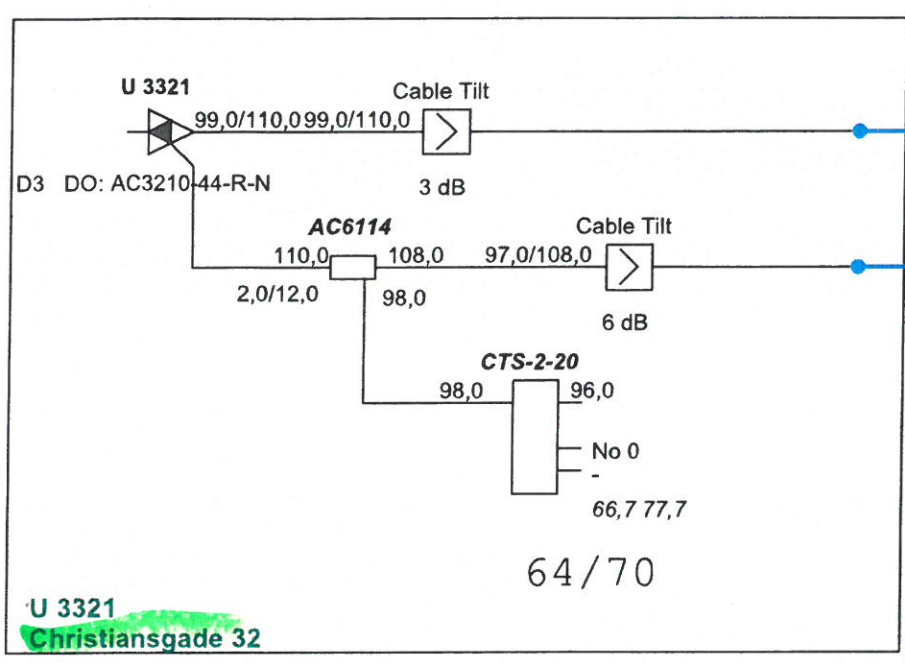 U 3321
Cable Tilt
99,0/110,0 99,0/110,0
3 dB
D3 DO: AC3210-44-R-N
AC6114
Cable Tilt
110,0 108,0 97,0/108,0
2,0/12,0 98,0
6 dB
CTS-2-20
98,0 96,0
No 0
-
66,7 77,7
64/70
U 3321
Christiansgade 32